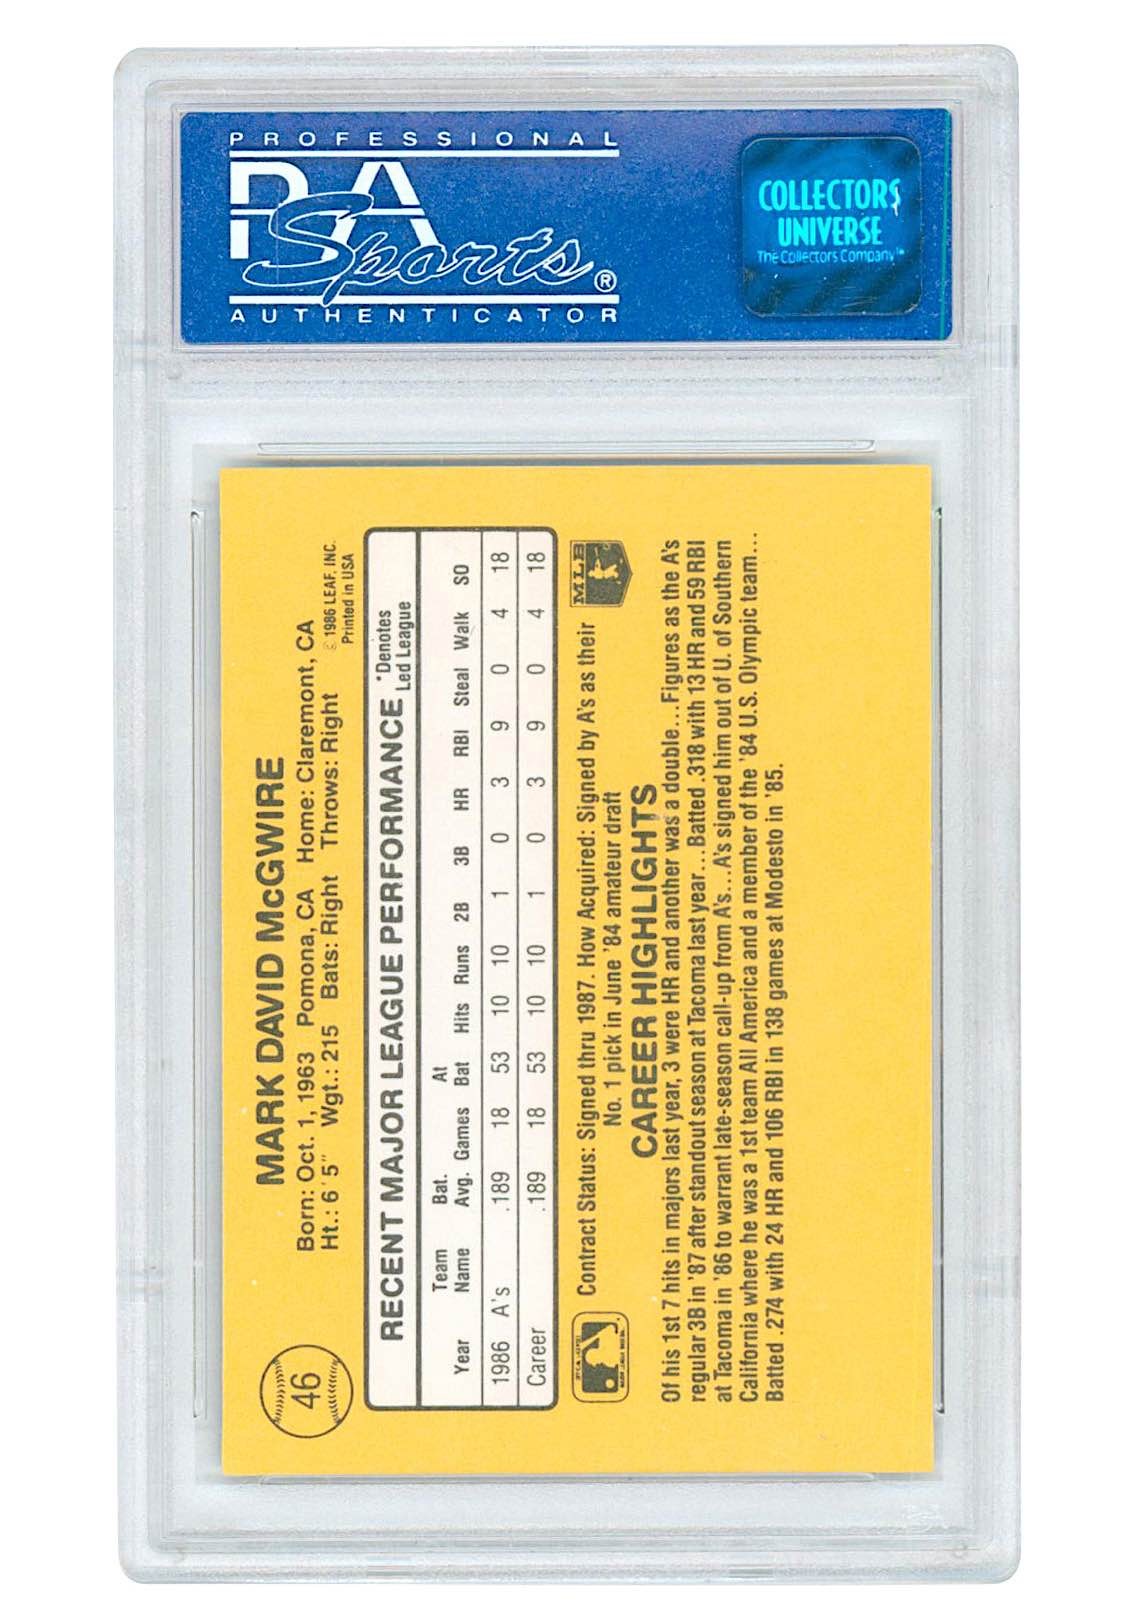 PROFESSIONAL
PSA
Sports®
AUTHENTICATOR
COLLECTORS
UNIVERSE
The Collectors Company™
46
MARK DAVID McGWIRE
Born: Oct. 1, 1963 Pomona, CA Home: Claremont, CA
Ht.: 6'5" Wgt.: 215 Bats: Right Throws: Right
© 1986 LEAF, INC.
Printed in USA
RECENT MAJOR LEAGUE PERFORMANCE *Denotes Led League
Year Team Name Bat. Avg. Games At Bat Hits Runs 2B 3B HR RBI Steal Walk SO
1986 A's .189 18 53 10 10 1 0 3 9 0 4 18
Career .189 18 53 10 10 1 0 3 9 0 4 18
Contract Status: Signed thru 1987. How Acquired: Signed by A's as their
No. 1 pick in June '84 amateur draft
MLB
CAREER HIGHLIGHTS
Of his 1st 7 hits in majors last year, 3 were HR and another was a double...Figures as the A's
regular 3B in '87 after standout season at Tacoma last year...Batted .318 with 13 HR and 59 RBI
at Tacoma in '86 to warrant late-season call-up from A's...A's signed him out of U. of Southern
California where he was a 1st team All America and a member of the '84 U.S. Olympic team...
Batted .274 with 24 HR and 106 RBI in 138 games at Modesto in '85.